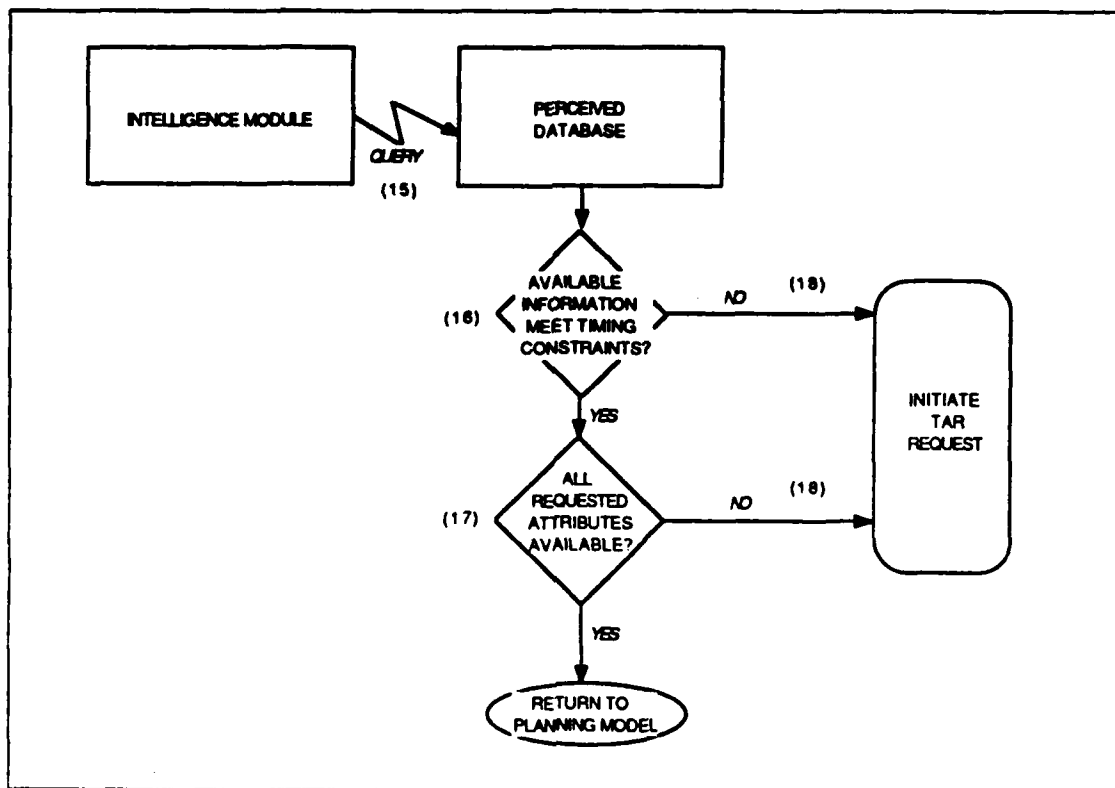 INTELLIGENCE MODULE
QUERY
(15)
PERCEIVED
DATABASE
(16)
AVAILABLE
INFORMATION
MEET TIMING
CONSTRAINTS?
NO
(18)
YES
INITIATE
TAR
REQUEST
(17)
ALL
REQUESTED
ATTRIBUTES
AVAILABLE?
NO
(18)
YES
RETURN TO
PLANNING MODEL